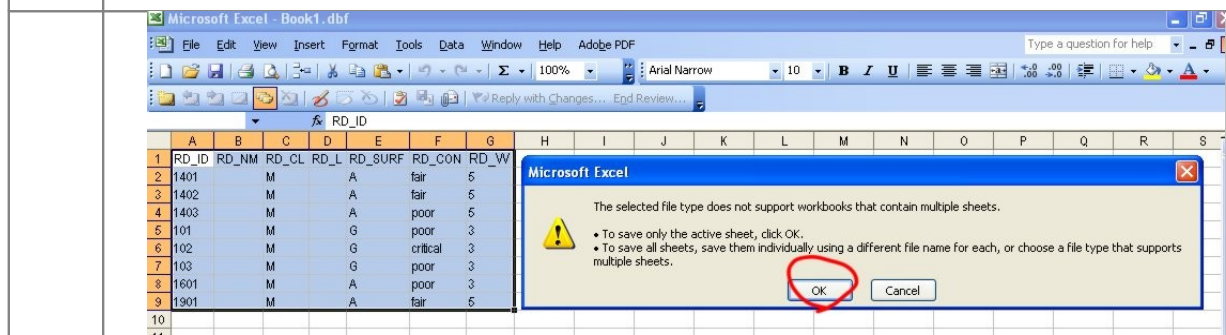 Microsoft Excel - Book1.dbf
File Edit View Insert Format Tools Data Window Help Adobe PDF Type a question for help
100% Arial Narrow 10 B I U
Reply with Changes... End Review...
fx RD_ID
A B C D E F G H I J K L M N O P Q R S
1 RD_ID RD_NM RD_CL RD_L RD_SURF RD_CON RD_W
2 1401 M A fair 5
3 1402 M A fair 5
4 1403 M A poor 5
5 101 M G poor 3
6 102 M G critical 3
7 103 M G poor 3
8 1601 M A poor 3
9 1901 M A fair 5
10
Microsoft Excel
The selected file type does not support workbooks that contain multiple sheets.
• To save only the active sheet, click OK.
• To save all sheets, save them individually using a different file name for each, or choose a file type that supports
multiple sheets.
OK Cancel